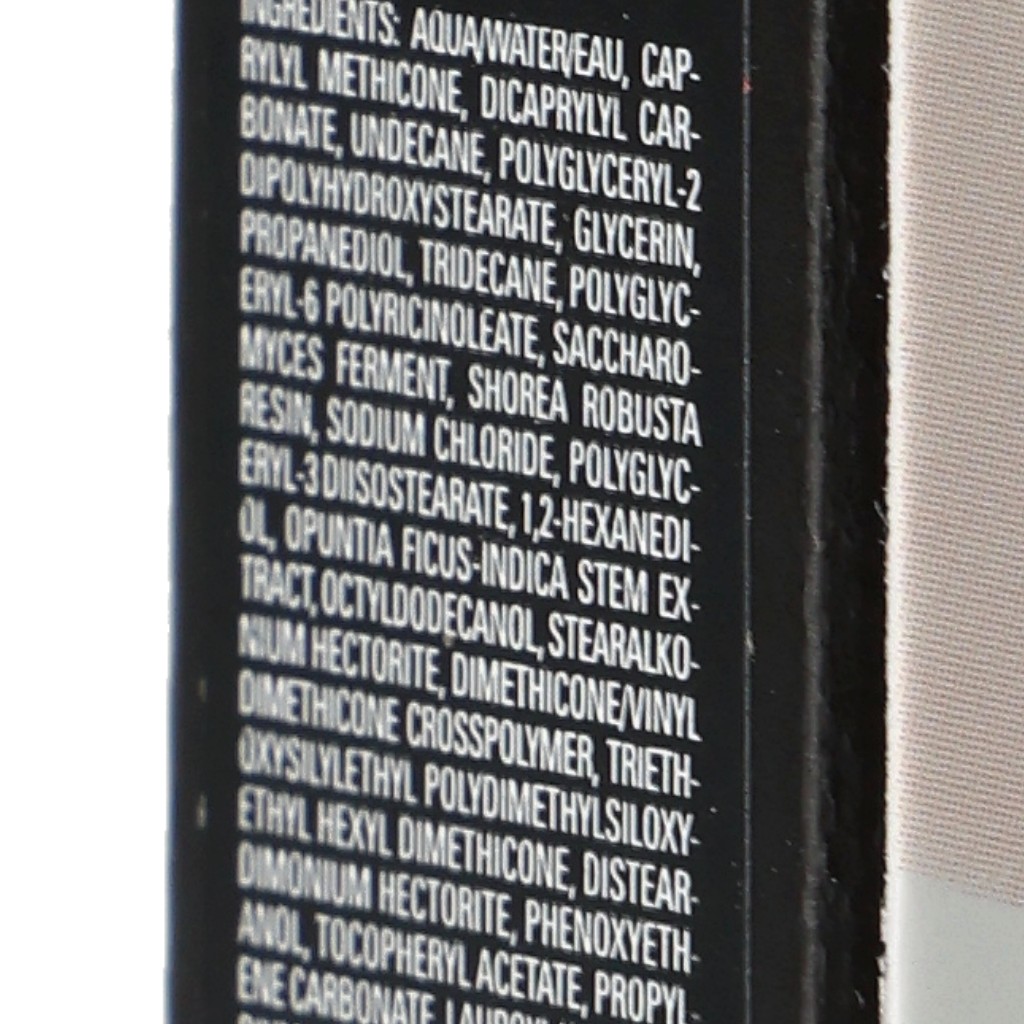 INGREDIENTS: AQUA/WATER/EAU, CAP-
RYLYL METHICONE, DICAPRYLYL CAR-
BONATE, UNDECANE, POLYGLYCERYL-2
DIPOLYHYDROXYSTEARATE, GLYCERIN,
PROPANEDIOL, TRIDECANE, POLYGLYC-
ERYL-6 POLYRICINOLEATE, SACCHARO-
MYCES FERMENT, SHOREA ROBUSTA
RESIN, SODIUM CHLORIDE, POLYGLYC-
ERYL-3 DIISOSTEARATE, 1,2-HEXANEDI-
OL, OPUNTIA FICUS-INDICA STEM EX-
TRACT, OCTYLDODECANOL, STEARALKO-
NIUM HECTORITE, DIMETHICONE/VINYL
DIMETHICONE CROSSPOLYMER, TRIETH-
OXYSILYLETHYL POLYDIMETHYLSILOXY-
ETHYL HEXYL DIMETHICONE, DISTEAR-
DIMONIUM HECTORITE, PHENOXYETH-
ANOL, TOCOPHERYL ACETATE, PROPYL-
ENE CARBONATE,